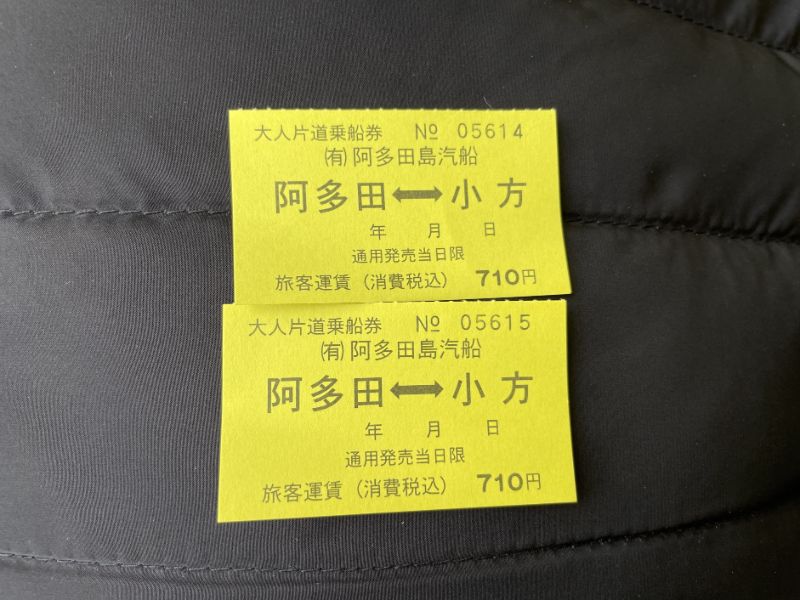 大人片道乗船券 № 05614
㈲ 阿多田島汽船
阿多田⟷小方
年 月 日
通用発売当日限
旅客運賃(消費税込) 710円
大人片道乗船券 № 05615
㈲ 阿多田島汽船
阿多田⟷小方
年 月 日
通用発売当日限
旅客運賃(消費税込) 710円